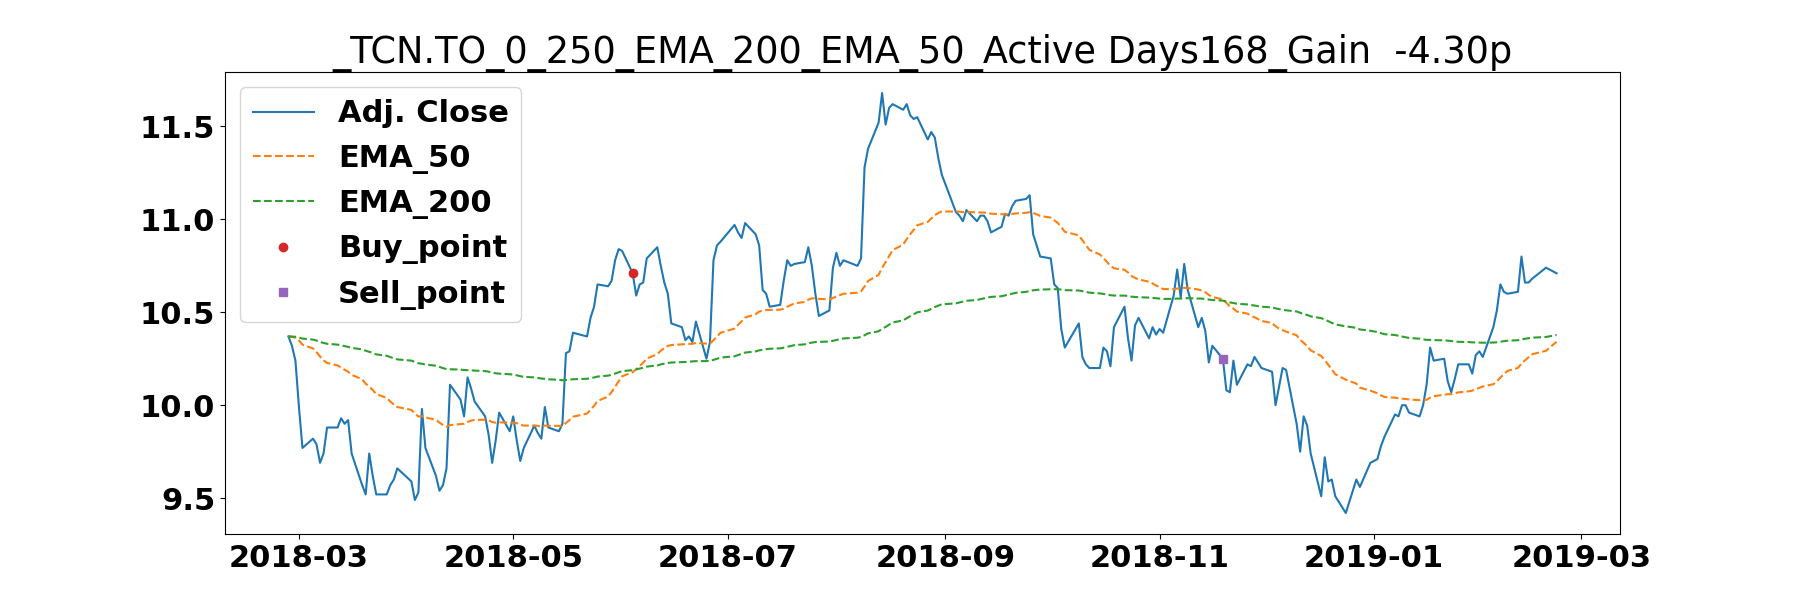 _TCN.TO_0_250_EMA_200_EMA_50_Active Days168_Gain  -4.30p
Adj. Close
EMA_50
EMA_200
Buy_point
Sell_point
11.5
11.0
10.5
10.0
9.5
2018-03 2018-05 2018-07 2018-09 2018-11 2019-01 2019-03